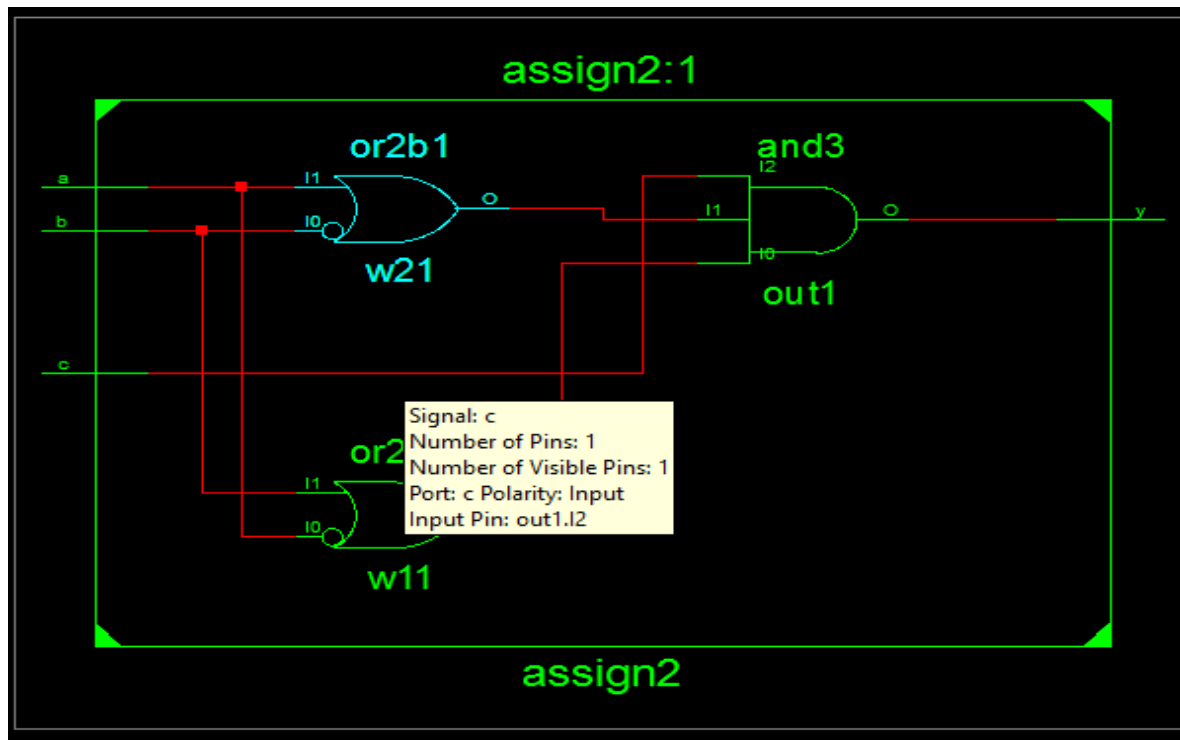 assign2:1
or2b1
and3
a
I1
I2
O
I1
O
y
b
I0
I0
w21
out1
c
Signal: c
Number of Pins: 1
or2
Number of Visible Pins: 1
I1
Port: c Polarity: Input
Input Pin: out1.I2
I0
w11
assign2